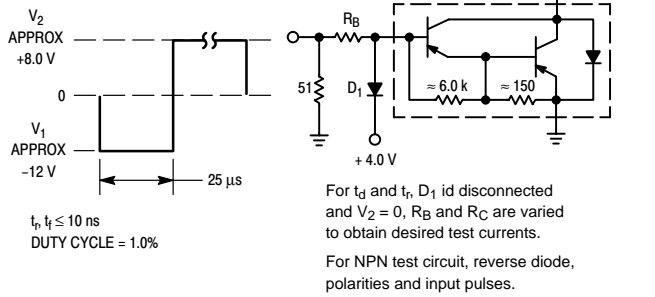 V2
APPROX
+8.0 V
0
V1
APPROX
−12 V
25 μs
tr, tf ≤ 10 ns
DUTY CYCLE = 1.0%
RB
51
D1
≈ 6.0 k
≈ 150
+ 4.0 V
For td and tr, D1 id disconnected
and V2 = 0, RB and RC are varied
to obtain desired test currents.
For NPN test circuit, reverse diode,
polarities and input pulses.